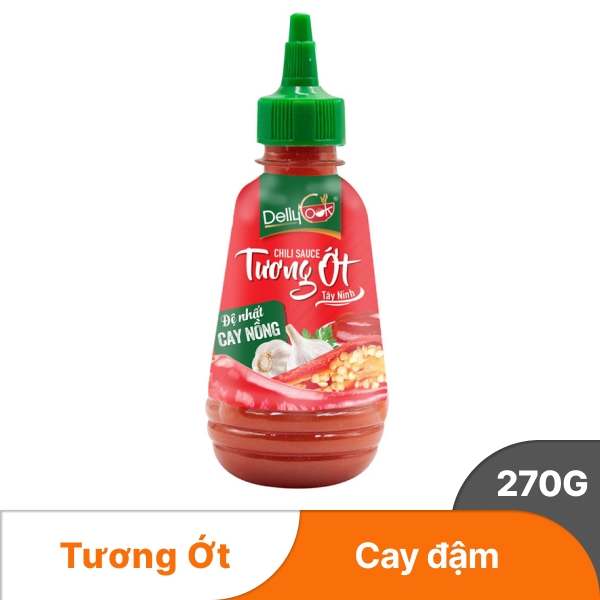 DellyCook®
CHILI SAUCE
Tương Ớt
Tây Ninh
Đệ nhất
CAY NỒNG
270G
Tương Ớt
Cay đậm